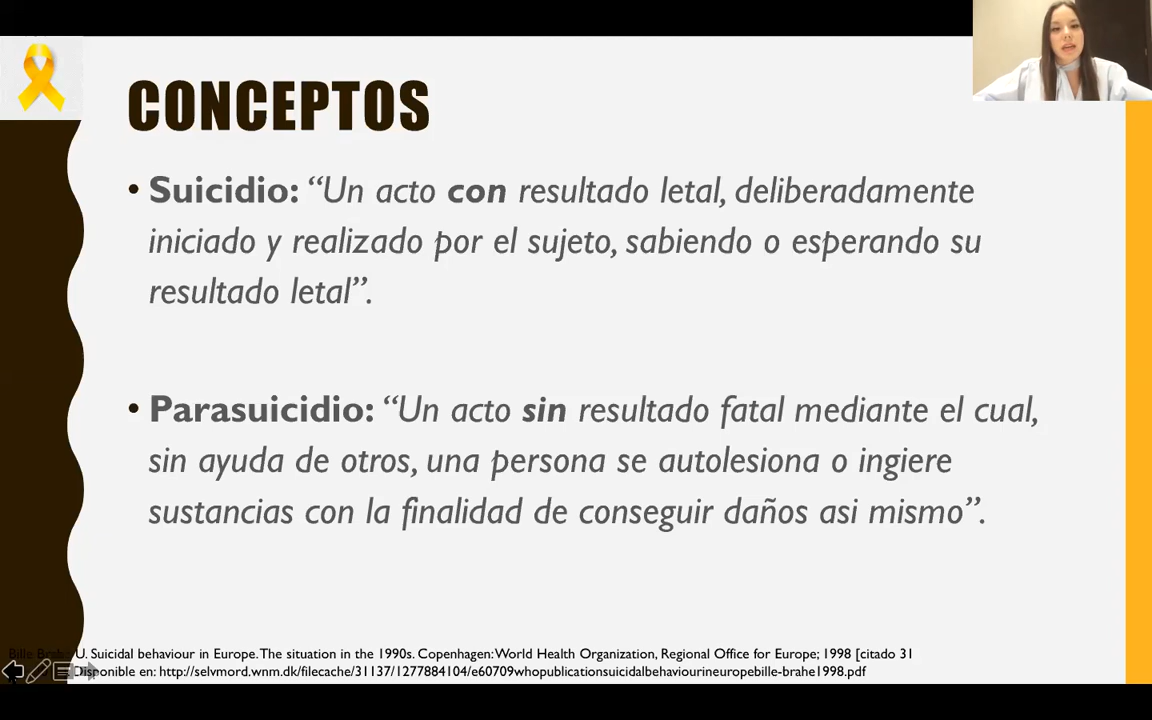 CONCEPTOS
• Suicidio: “Un acto con resultado letal, deliberadamente
iniciado y realizado por el sujeto, sabiendo o esperando su
resultado letal”.
• Parasuicidio: “Un acto sin resultado fatal mediante el cual,
sin ayuda de otros, una persona se autolesiona o ingiere
sustancias con la finalidad de conseguir daños asi mismo”.
U. Suicidal behaviour in Europe. The situation in the 1990s. Copenhagen: World Health Organization, Regional Office for Europe; 1998 [citado 31
Disponible en: http://selvmord.wnm.dk/filecache/31137/1277884104/e60709whopublicationsuicidalbehaviourineuropebille-brahe1998.pdf